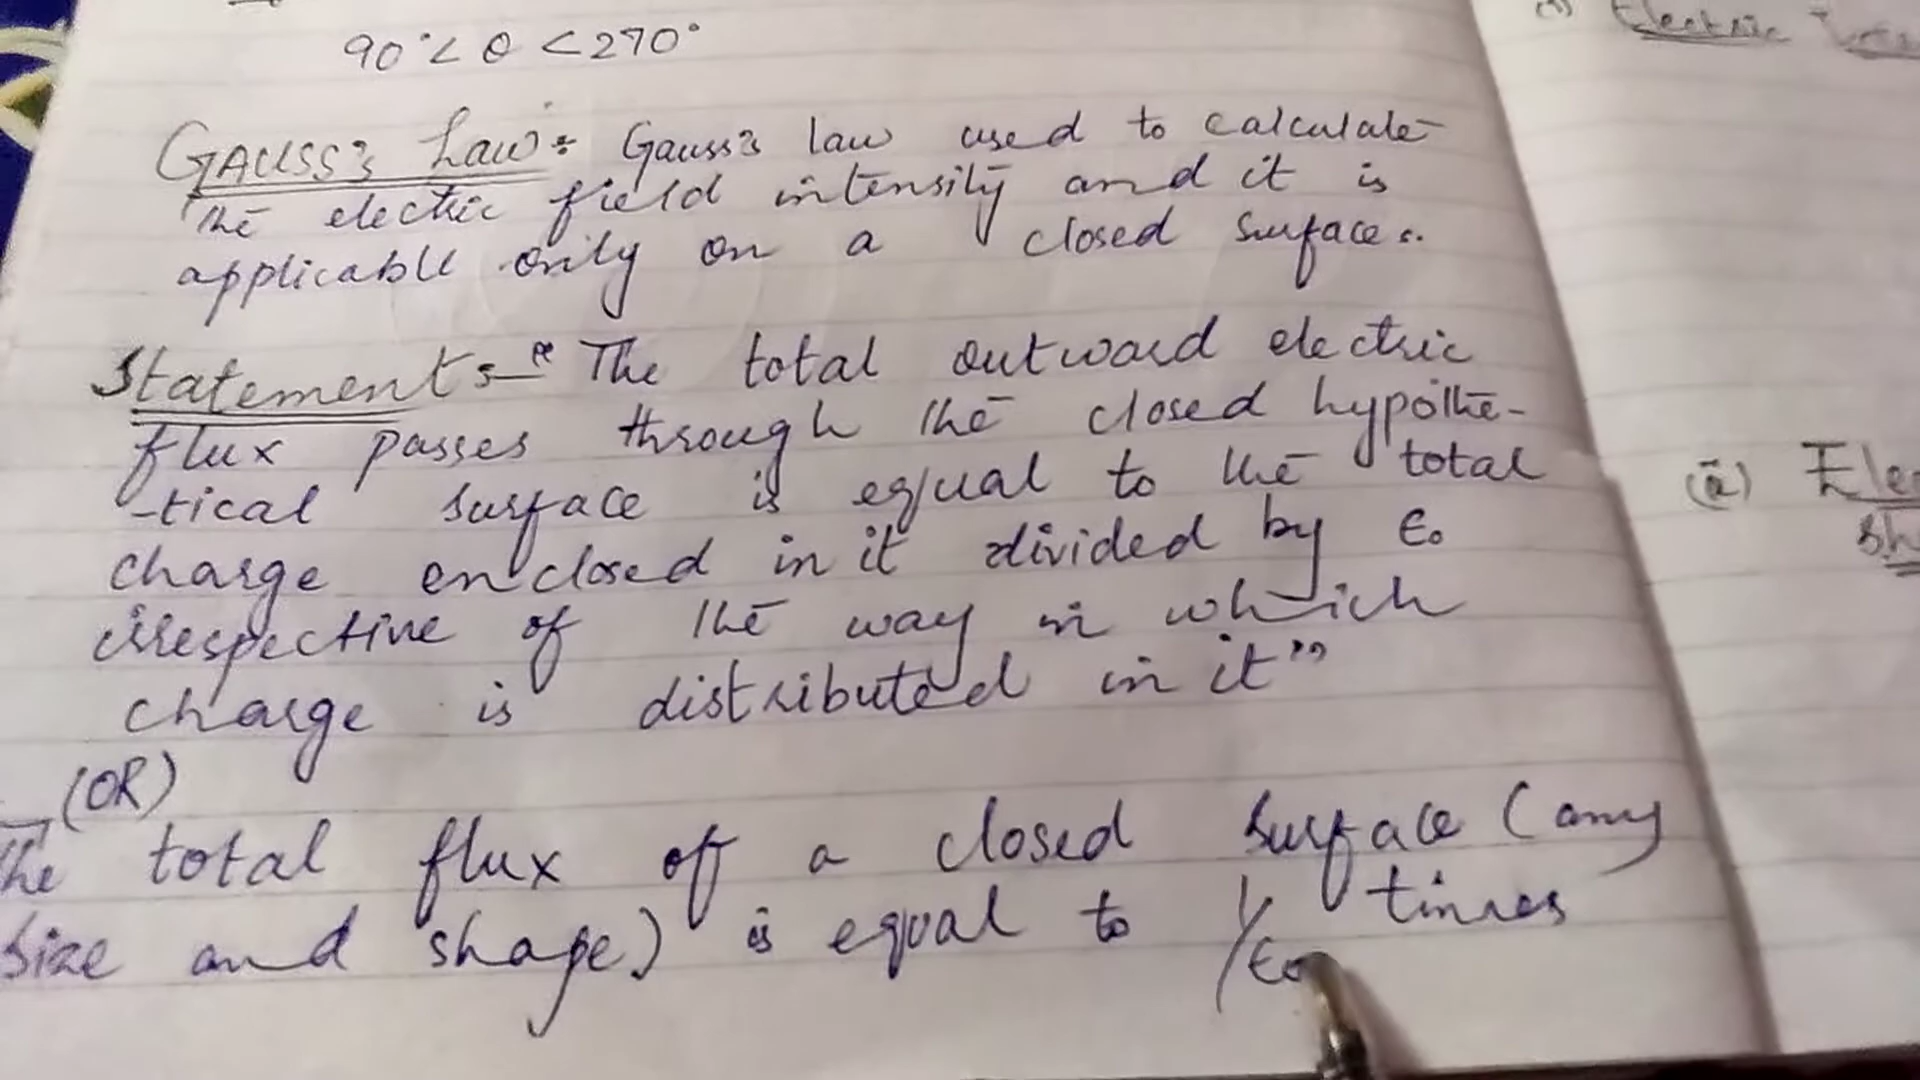 90° < θ < 270°
GAUSS's Law:- Gauss's law used to calculate
the electric field intensity and it is
applicable only on a closed surface.
Statement:- "The total outward electric
flux passes through the closed hypothe-
-tical surface is equal to the total
charge enclosed in it divided by ε₀
irrespective of the way in which
charge is distributed in it"
(OR)
The total flux of a closed surface (any
size and shape) is equal to 1/ε₀ times
(i) Electric
(ii)